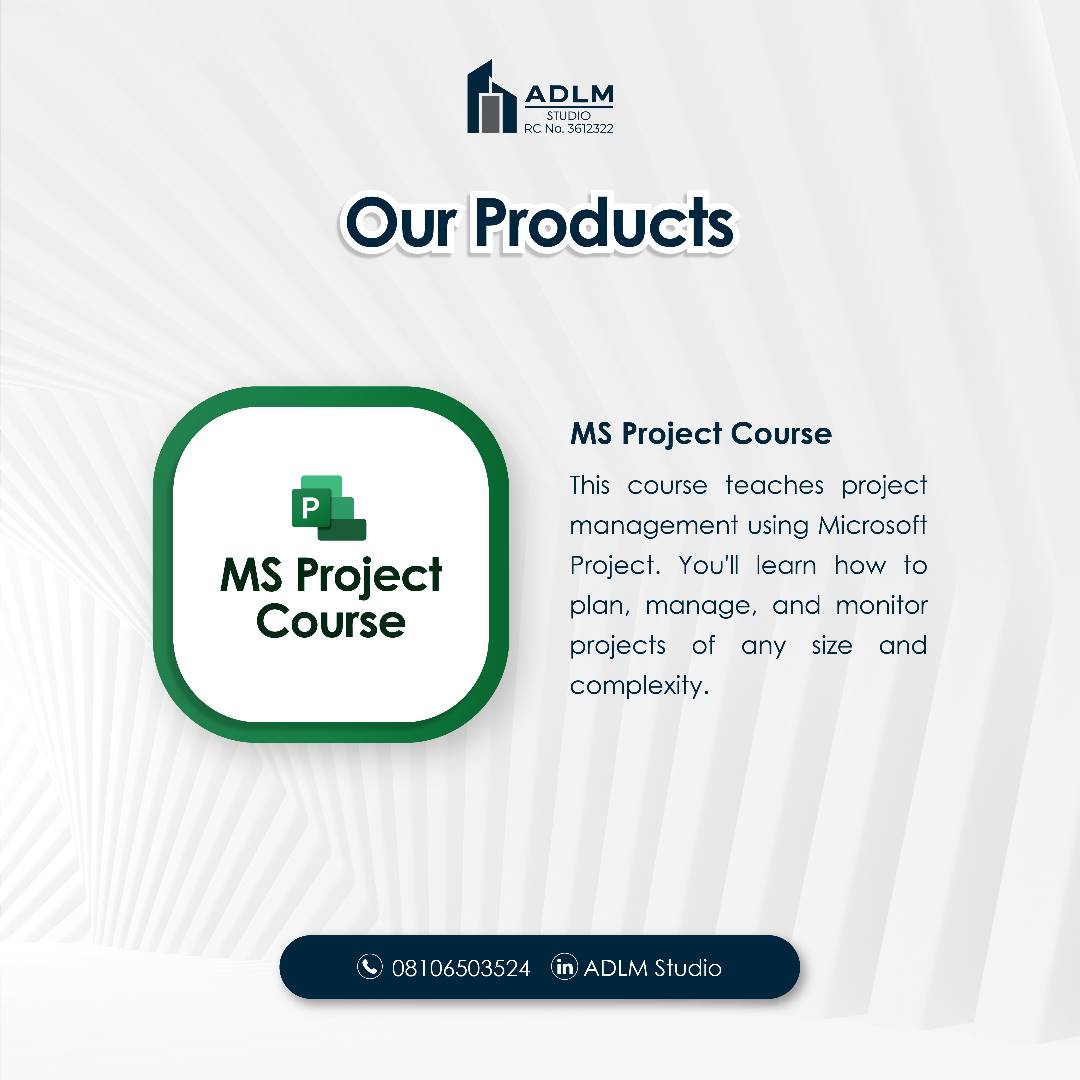 ADLM
STUDIO
RC No. 3612322
Our Products
P
MS Project
Course
MS Project Course
This course teaches project
management using Microsoft
Project. You'll learn how to
plan, manage, and monitor
projects of any size and
complexity.
08106503524 in ADLM Studio